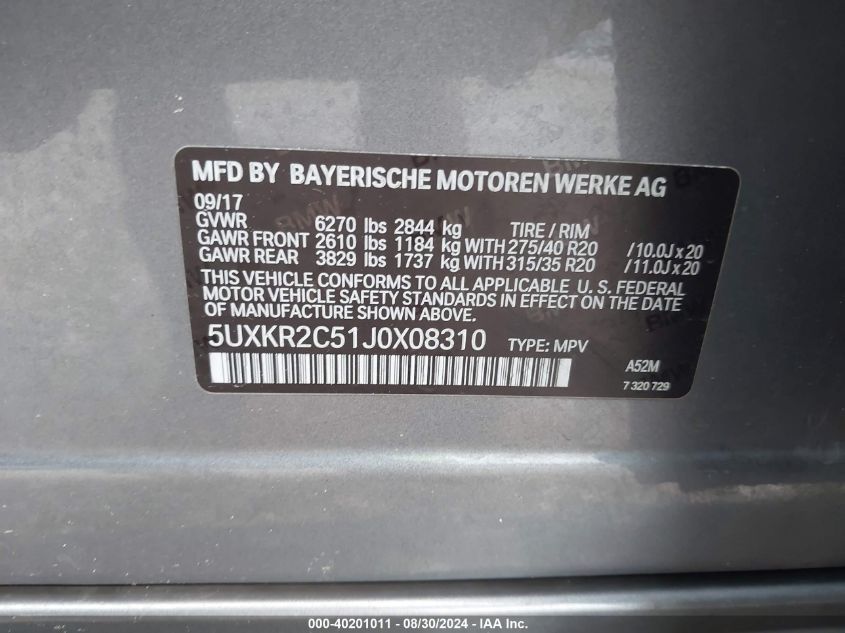 MFD BY BAYERISCHE MOTOREN WERKE AG
09/17
GVWR 6270 lbs 2844 kg TIRE / RIM
GAWR FRONT 2610 lbs 1184 kg WITH 275/40 R20 /10.0J x 20
GAWR REAR 3829 lbs 1737 kg WITH 315/35 R20 /11.0J x 20
THIS VEHICLE CONFORMS TO ALL APPLICABLE U. S. FEDERAL
MOTOR VEHICLE SAFETY STANDARDS IN EFFECT ON THE DATE
OF MANUFACTURE SHOWN ABOVE.
5UXKR2C51J0X08310 TYPE: MPV
A52M
7 320 729
000-40201011 - 08/30/2024 - IAA Inc.